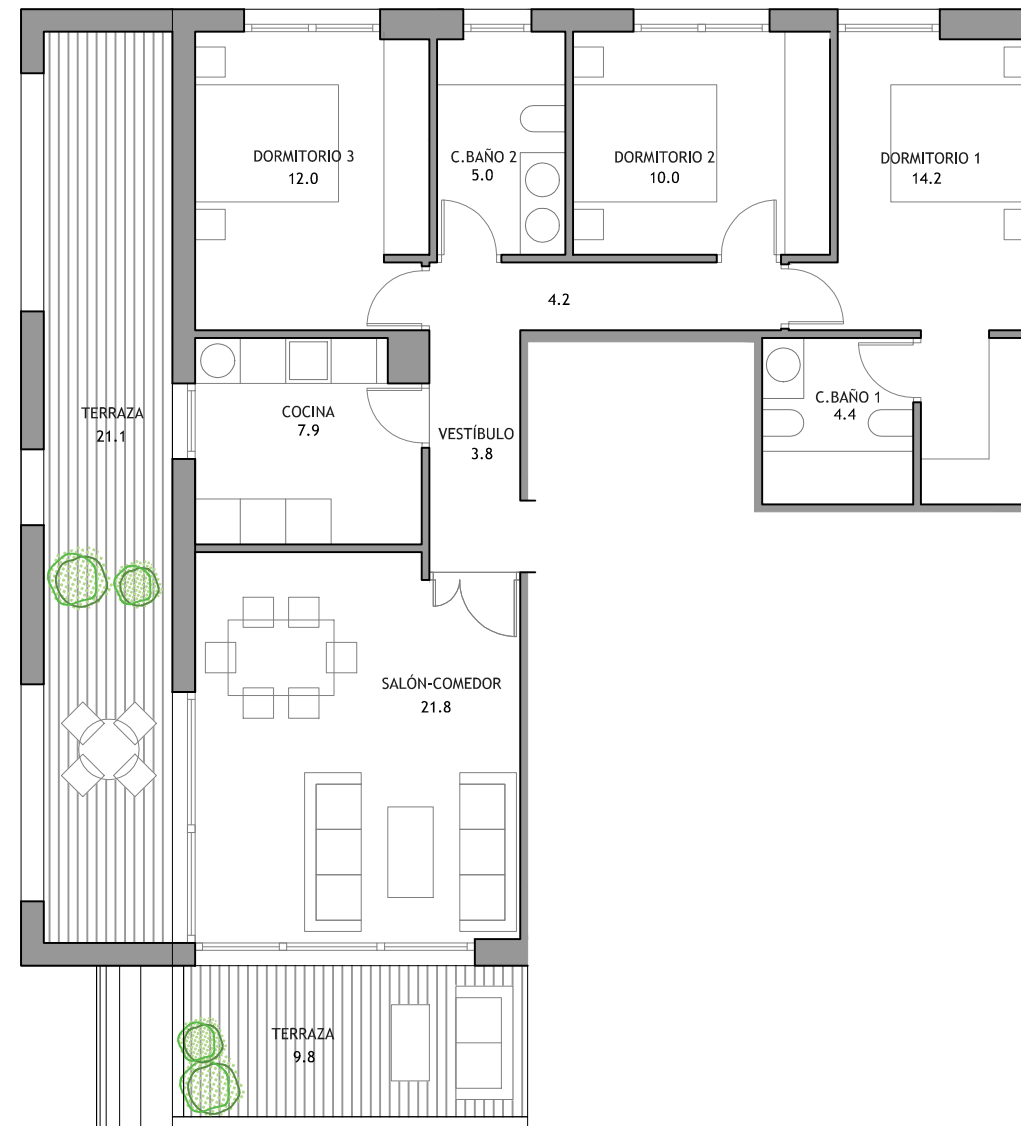 DORMITORIO 3
12.0
C.BAÑO 2
5.0
DORMITORIO 2
10.0
DORMITORIO 1
14.2
4.2
TERRAZA
21.1
COCINA
7.9
VESTÍBULO
3.8
C.BAÑO 1
4.4
SALÓN-COMEDOR
21.8
TERRAZA
9.8